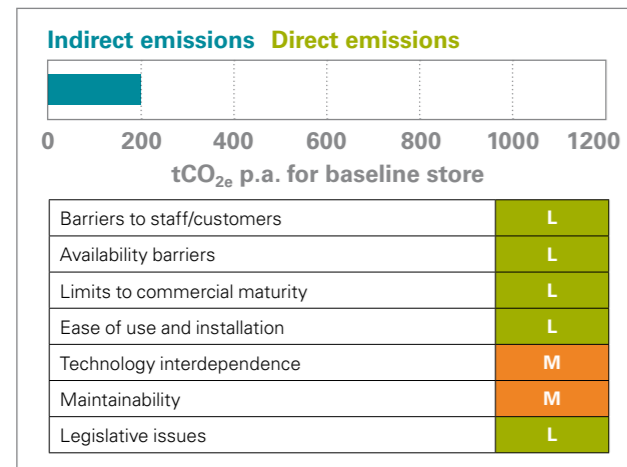 Indirect emissions Direct emissions
0 200 400 600 800 1000 1200
tCO2e p.a. for baseline store
Barriers to staff/customers L
Availability barriers L
Limits to commercial maturity L
Ease of use and installation L
Technology interdependence M
Maintainability M
Legislative issues L